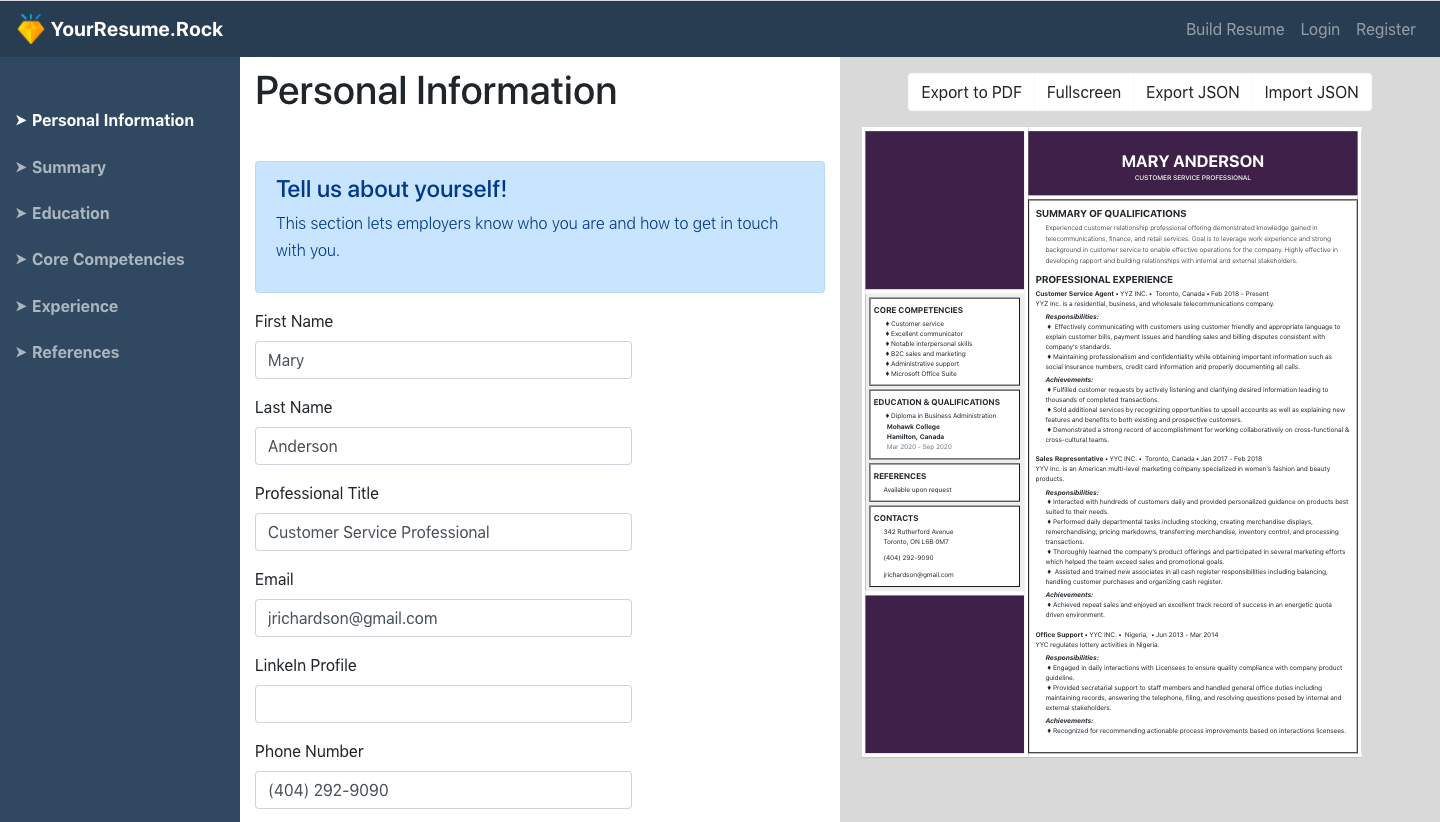 YourResume.Rock
Build Resume Login Register
➤ Personal Information
➤ Summary
➤ Education
➤ Core Competencies
➤ Experience
➤ References
Personal Information
Tell us about yourself!
This section lets employers know who you are and how to get in touch
with you.
First Name
Mary
Last Name
Anderson
Professional Title
Customer Service Professional
Email
jrichardson@gmail.com
LinkeIn Profile
Phone Number
(404) 292-9090
Export to PDF Fullscreen Export JSON Import JSON
MARY ANDERSON
CUSTOMER SERVICE PROFESSIONAL
CORE COMPETENCIES
♦ Customer service
♦ Excellent communicator
♦ Notable interpersonal skills
♦ B2C sales and marketing
♦ Administrative support
♦ Microsoft Office Suite
EDUCATION & QUALIFICATIONS
♦ Diploma in Business Administration
Mohawk College
Hamilton, Canada
Mar 2020 - Sep 2020
REFERENCES
Available upon request
CONTACTS
342 Rutherford Avenue
Toronto, ON L6B 0M7
(404) 292-9090
jrichardson@gmail.com
SUMMARY OF QUALIFICATIONS
Experienced customer relationship professional offering demonstrated knowledge gained in
telecommunications, finance, and retail services. Goal is to leverage work experience and strong
background in customer service to enable effective operations for the company. Highly effective in
developing rapport and building relationships with internal and external stakeholders.
PROFESSIONAL EXPERIENCE
Customer Service Agent • YYZ INC. • Toronto, Canada • Feb 2018 - Present
YYZ Inc. is a residential, business, and wholesale telecommunications company.
Responsibilities:
♦ Effectively communicating with customers using customer friendly and appropriate language to
explain customer bills, payment issues and handling sales and billing disputes consistent with
company's standards.
♦ Maintaining professionalism and confidentiality while obtaining important information such as
social insurance numbers, credit card information and properly documenting all calls.
Achievements:
♦ Fulfilled customer requests by actively listening and clarifying desired information leading to
thousands of completed transactions.
♦ Sold additional services by recognizing opportunities to upsell accounts as well as explaining new
features and benefits to both existing and prospective customers.
♦ Demonstrated a strong record of accomplishment for working collaboratively on cross-functional &
cross-cultural teams.
Sales Representative • YYC INC. • Toronto, Canada • Jan 2017 - Feb 2018
YYV Inc. is an American multi-level marketing company specialized in women's fashion and beauty
products.
Responsibilities:
♦ Interacted with hundreds of customers daily and provided personalized guidance on products best
suited to their needs.
♦ Performed daily departmental tasks including stocking, creating merchandise displays,
remerchandising, pricing markdowns, transferring merchandise, inventory control, and processing
transactions.
♦ Thoroughly learned the company's product offerings and participated in several marketing efforts
which helped the team exceed sales and promotional goals.
♦ Assisted and trained new associates in all cash register responsibilities including balancing,
handling customer purchases and organizing cash register.
Achievements:
♦ Achieved repeat sales and enjoyed an excellent track record of success in an energetic quota
driven environment.
Office Support • YYC INC. • Nigeria, • Jun 2013 - Mar 2014
YYC regulates lottery activities in Nigeria.
Responsibilities:
♦ Engaged in daily interactions with Licensees to ensure quality compliance with company product
guideline.
♦ Provided secretarial support to staff members and handled general office duties including
maintaining records, answering the telephone, filing, and resolving questions posed by internal and
external stakeholders.
Achievements:
♦ Recognized for recommending actionable process improvements based on interactions licensees.